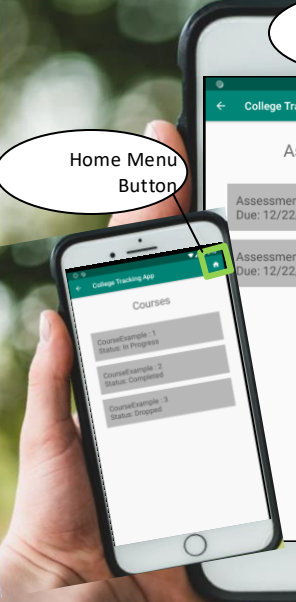 College Tra
As
Assessmen
Due: 12/22
Assessmen
Due: 12/22
Home Menu
Button
College Tracking App
Courses
CourseExample : 1
Status: In Progress
CourseExample : 2
Status: Completed
CourseExample : 3
Status: Dropped